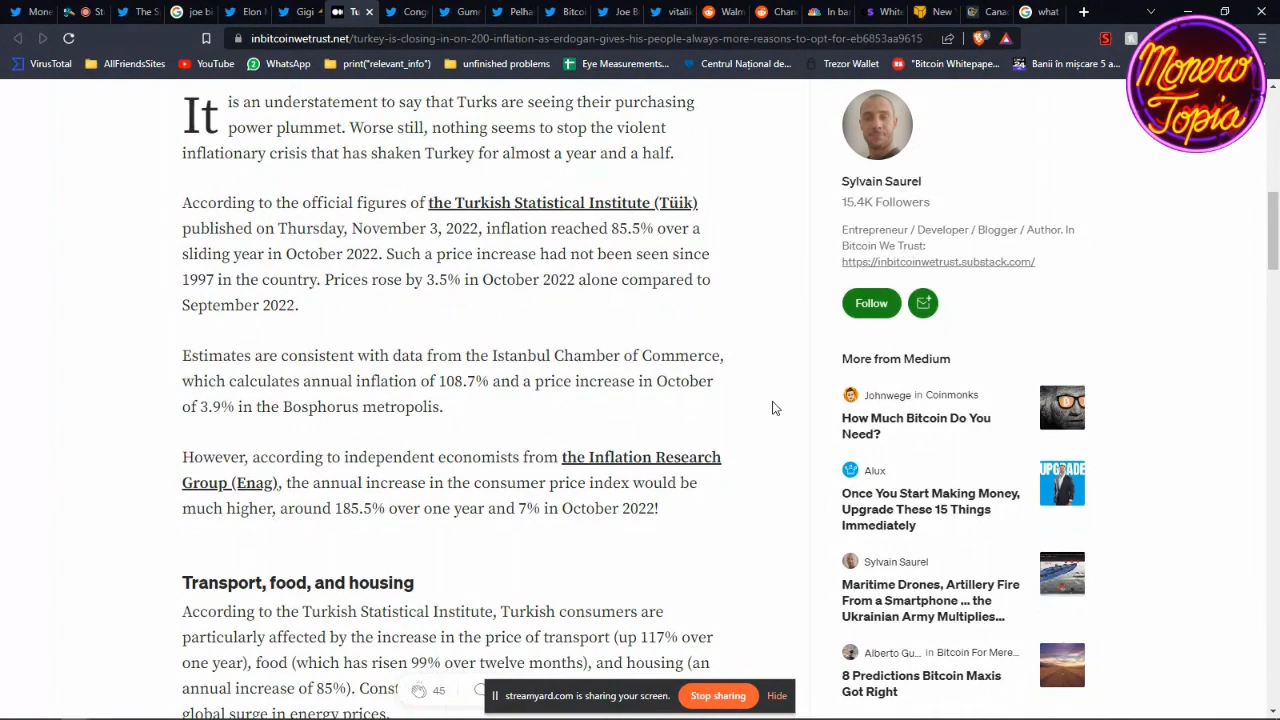 Mone
St
The S
joe b
Elon I
Gigi
Tu
Cong
Gum
Pelha
Bitco
Joe B
vitali
Walm
Chan
In ba
White
New
Cana
what
inbitcoinwetrust.net/turkey-is-closing-in-on-200-inflation-as-erdogan-gives-his-people-always-more-reasons-to-opt-for-eb6853aa9615
VirusTotal
AllFriendsSites
YouTube
WhatsApp
print("relevant_info")
unfinished programs
Eye Measurements...
Centrul Național de...
Trezor Wallet
"Bitcoin Whitepape...
Banii în mișcare 5 a...
Monero
Topia
It is an understatement to say that Turks are seeing their purchasing
power plummet. Worse still, nothing seems to stop the violent
inflationary crisis that has shaken Turkey for almost a year and a half.
According to the official figures of the Turkish Statistical Institute (Tüik)
published on Thursday, November 3, 2022, inflation reached 85.5% over a
sliding year in October 2022. Such a price increase had not been seen since
1997 in the country. Prices rose by 3.5% in October 2022 alone compared to
September 2022.
Estimates are consistent with data from the Istanbul Chamber of Commerce,
which calculates annual inflation of 108.7% and a price increase in October
of 3.9% in the Bosphorus metropolis.
However, according to independent economists from the Inflation Research
Group (Enag), the annual increase in the consumer price index would be
much higher, around 185.5% over one year and 7% in October 2022!
Transport, food, and housing
According to the Turkish Statistical Institute, Turkish consumers are
particularly affected by the increase in the price of transport (up 117% over
one year), food (which has risen 99% over twelve months), and housing (an
annual increase of 85%
global surge in energy prices.
45
streamyard.com is sharing your screen.
Stop sharing
Hide
Sylvain Saurel
15.4K Followers
Entrepreneur / Developer / Blogger / Author. In
Bitcoin We Trust:
https://inbitcoinwetrust.substack.com/
Follow
More from Medium
Johnwege in Coinmonks
How Much Bitcoin Do You
Need?
Alux
Once You Start Making Money,
Upgrade These 15 Things
Immediately
UPGRADE
Sylvain Saurel
Maritime Drones, Artillery Fire
From a Smartphone ... the
Ukrainian Army Multiplies...
Alberto Gu... in Bitcoin For Mere...
8 Predictions Bitcoin Maxis
Got Right